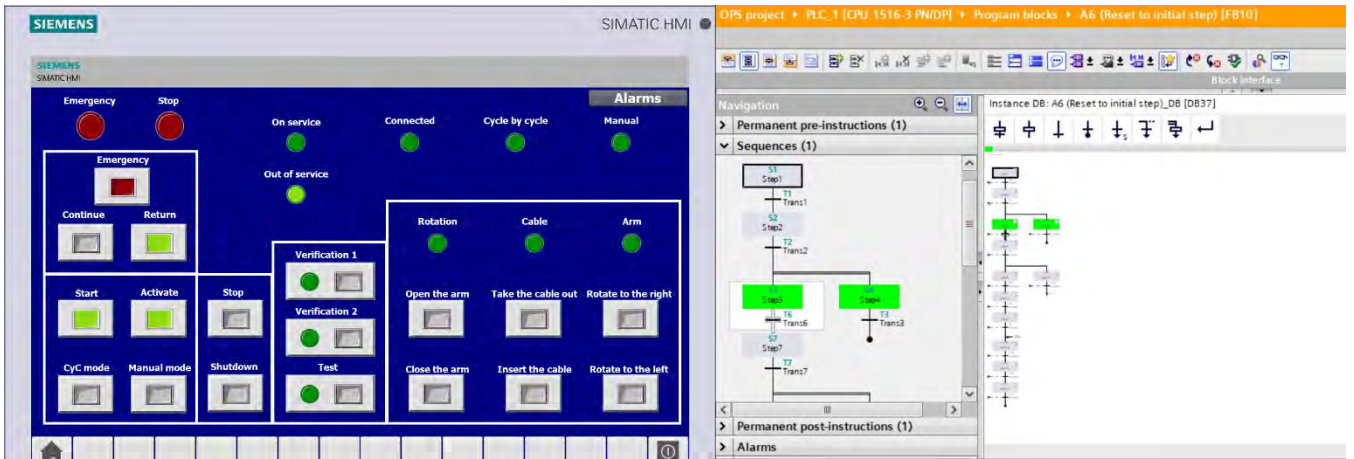 SIEMENS
SIMATIC HMI
SIEMENS
SIMATIC HMI
Alarms
Emergency
Stop
On service
Connected
Cycle by cycle
Manual
Emergency
Out of service
Continue
Return
Rotation
Cable
Arm
Verification 1
Start
Activate
Stop
Open the arm
Take the cable out
Rotate to the right
Verification 2
CyC mode
Manual mode
Shutdown
Test
Close the arm
Insert the cable
Rotate to the left
OPS project
PLC_1 [CPU 1516-3 PN/DP]
Program blocks
A6 (Reset to initial step) [FB10]
Block interface
Navigation
Permanent pre-instructions (1)
Sequences (1)
S1
Step1
T1
Trans1
S2
Step2
T2
Trans2
Step3
Step4
T6
Trans6
T3
Trans3
S7
Step7
T7
Trans7
Permanent post-instructions (1)
Alarms
Instance DB: A6 (Reset to initial step)_DB [DB37]